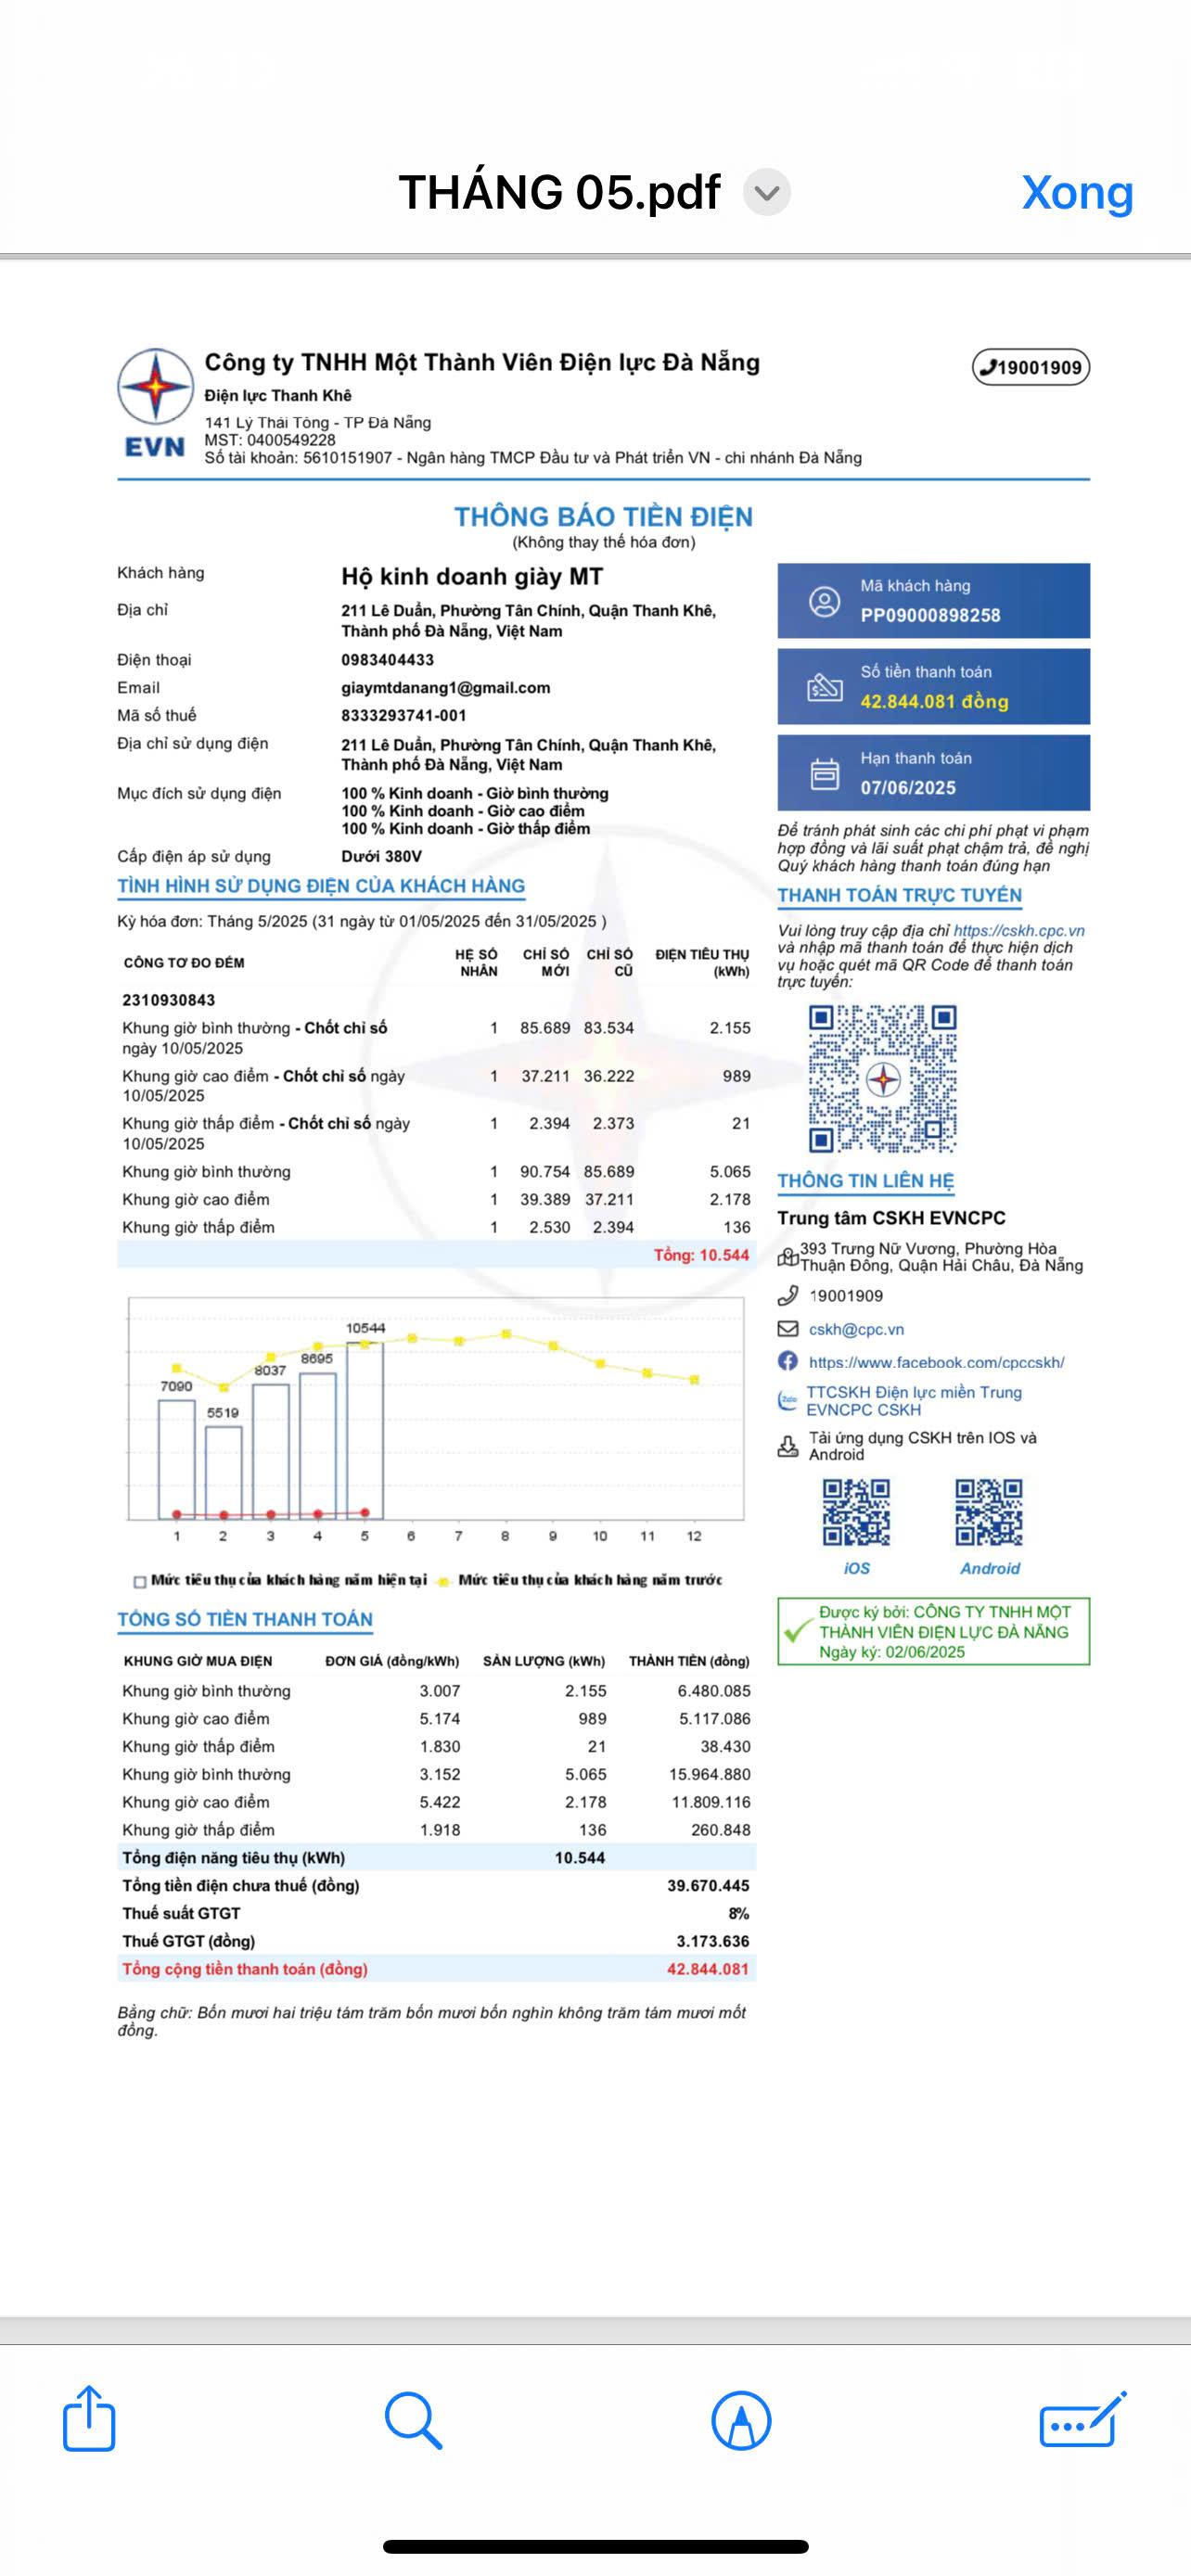 THÁNG 05.pdf
Xong
Công ty TNHH Một Thành Viên Điện lực Đà Nẵng
19001909
Điện lực Thanh Khê
141 Lý Thái Tông - TP Đà Nẵng
MST: 0400549228
Số tài khoản: 5610151907 - Ngân hàng TMCP Đầu tư và Phát triển VN - chi nhánh Đà Nẵng
EVN
THÔNG BÁO TIỀN ĐIỆN
(Không thay thế hóa đơn)
Khách hàng Hộ kinh doanh giày MT
Địa chỉ 211 Lê Duẩn, Phường Tân Chính, Quận Thanh Khê,
Thành phố Đà Nẵng, Việt Nam
Điện thoại 0983404433
Email giaymtdanang1@gmail.com
Mã số thuế 8333293741-001
Địa chỉ sử dụng điện 211 Lê Duẩn, Phường Tân Chính, Quận Thanh Khê,
Thành phố Đà Nẵng, Việt Nam
Mục đích sử dụng điện 100 % Kinh doanh - Giờ bình thường
100 % Kinh doanh - Giờ cao điểm
100 % Kinh doanh - Giờ thấp điểm
Cấp điện áp sử dụng Dưới 380V
Mã khách hàng
PP09000898258
Số tiền thanh toán
42.844.081 đồng
Hạn thanh toán
07/06/2025
Để tránh phát sinh các chi phí phạt vi phạm
hợp đồng và lãi suất phạt chậm trả, đề nghị
Quý khách hàng thanh toán đúng hạn
TÌNH HÌNH SỬ DỤNG ĐIỆN CỦA KHÁCH HÀNG
Kỳ hóa đơn: Tháng 5/2025 (31 ngày từ 01/05/2025 đến 31/05/2025 )
CÔNG TƠ ĐO ĐẾM HỆ SỐ NHÂN CHỈ SỐ MỚI CHỈ SỐ CŨ ĐIỆN TIÊU THỤ (kWh)
2310930843
Khung giờ bình thường - Chốt chỉ số 1 85.689 83.534 2.155
ngày 10/05/2025
Khung giờ cao điểm - Chốt chỉ số ngày 1 37.211 36.222 989
10/05/2025
Khung giờ thấp điểm - Chốt chỉ số ngày 1 2.394 2.373 21
10/05/2025
Khung giờ bình thường 1 90.754 85.689 5.065
Khung giờ cao điểm 1 39.389 37.211 2.178
Khung giờ thấp điểm 1 2.530 2.394 136
Tổng: 10.544
THANH TOÁN TRỰC TUYẾN
Vui lòng truy cập địa chỉ https://cskh.cpc.vn
và nhập mã thanh toán để thực hiện dịch
vụ hoặc quét mã QR Code để thanh toán
trực tuyến:
THÔNG TIN LIÊN HỆ
Trung tâm CSKH EVNCPC
393 Trưng Nữ Vương, Phường Hòa
Thuận Đông, Quận Hải Châu, Đà Nẵng
19001909
cskh@cpc.vn
https://www.facebook.com/cpccskh/
Zalo
TTCSKH Điện lực miền Trung
EVNCPC CSKH
Tải ứng dụng CSKH trên IOS và
Android
iOS Android
Được ký bởi: CÔNG TY TNHH MỘT
THÀNH VIÊN ĐIỆN LỰC ĐÀ NẴNG
Ngày ký: 02/06/2025
7090 5519 8037 8695 10544
1 2 3 4 5 6 7 8 9 10 11 12
Mức tiêu thụ của khách hàng năm hiện tại Mức tiêu thụ của khách hàng năm trước
TỔNG SỐ TIỀN THANH TOÁN
KHUNG GIỜ MUA ĐIỆN ĐƠN GIÁ (đồng/kWh) SẢN LƯỢNG (kWh) THÀNH TIỀN (đồng)
Khung giờ bình thường 3.007 2.155 6.480.085
Khung giờ cao điểm 5.174 989 5.117.086
Khung giờ thấp điểm 1.830 21 38.430
Khung giờ bình thường 3.152 5.065 15.964.880
Khung giờ cao điểm 5.422 2.178 11.809.116
Khung giờ thấp điểm 1.918 136 260.848
Tổng điện năng tiêu thụ (kWh) 10.544
Tổng tiền điện chưa thuế (đồng) 39.670.445
Thuế suất GTGT 8%
Thuế GTGT (đồng) 3.173.636
Tổng cộng tiền thanh toán (đồng) 42.844.081
Bằng chữ: Bốn mươi hai triệu tám trăm bốn mươi bốn nghìn không trăm tám mươi mốt
đồng.